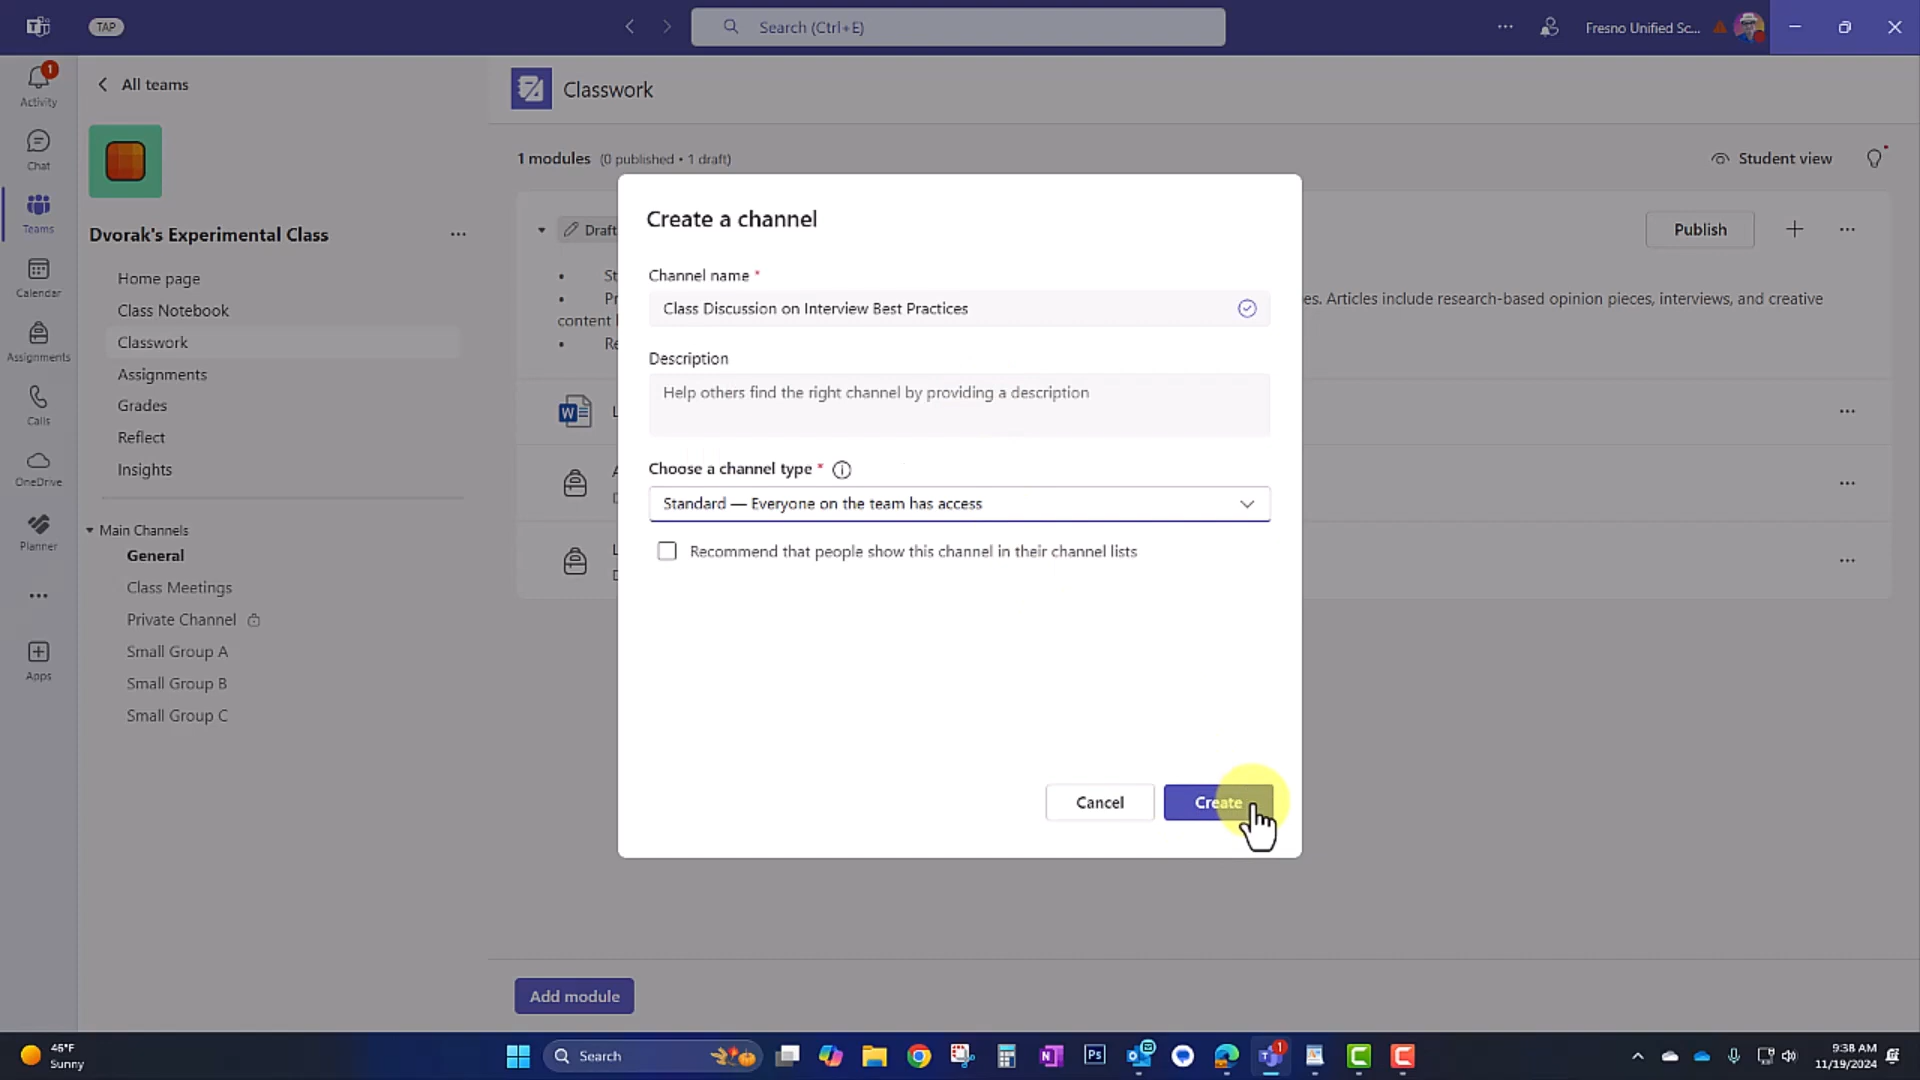 TAP
Search (Ctrl+E)
Fresno Unified Sc...
1
Activity
Chat
Teams
Calendar
Assignments
Calls
OneDrive
Planner
Apps
All teams
Dvorak's Experimental Class
Home page
Class Notebook
Classwork
Assignments
Grades
Reflect
Insights
Main Channels
General
Class Meetings
Private Channel
Small Group A
Small Group B
Small Group C
Classwork
1 modules (0 published • 1 draft)
Student view
Draft
Publish
es. Articles include research-based opinion pieces, interviews, and creative
content
Create a channel
Channel name *
Class Discussion on Interview Best Practices
Description
Help others find the right channel by providing a description
Choose a channel type *
Standard — Everyone on the team has access
Recommend that people show this channel in their channel lists
Cancel
Create
Add module
45°F
Sunny
Search
Ps
1
9:38 AM
11/19/2024